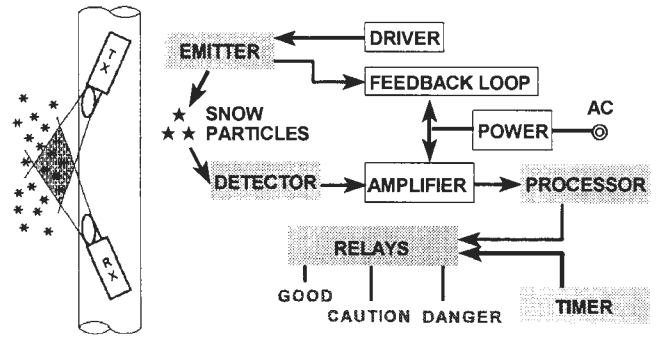 TX
RX
DRIVER
EMITTER
FEEDBACK LOOP
SNOW
PARTICLES
AC
POWER
DETECTOR
AMPLIFIER
PROCESSOR
RELAYS
GOOD
CAUTION
DANGER
TIMER